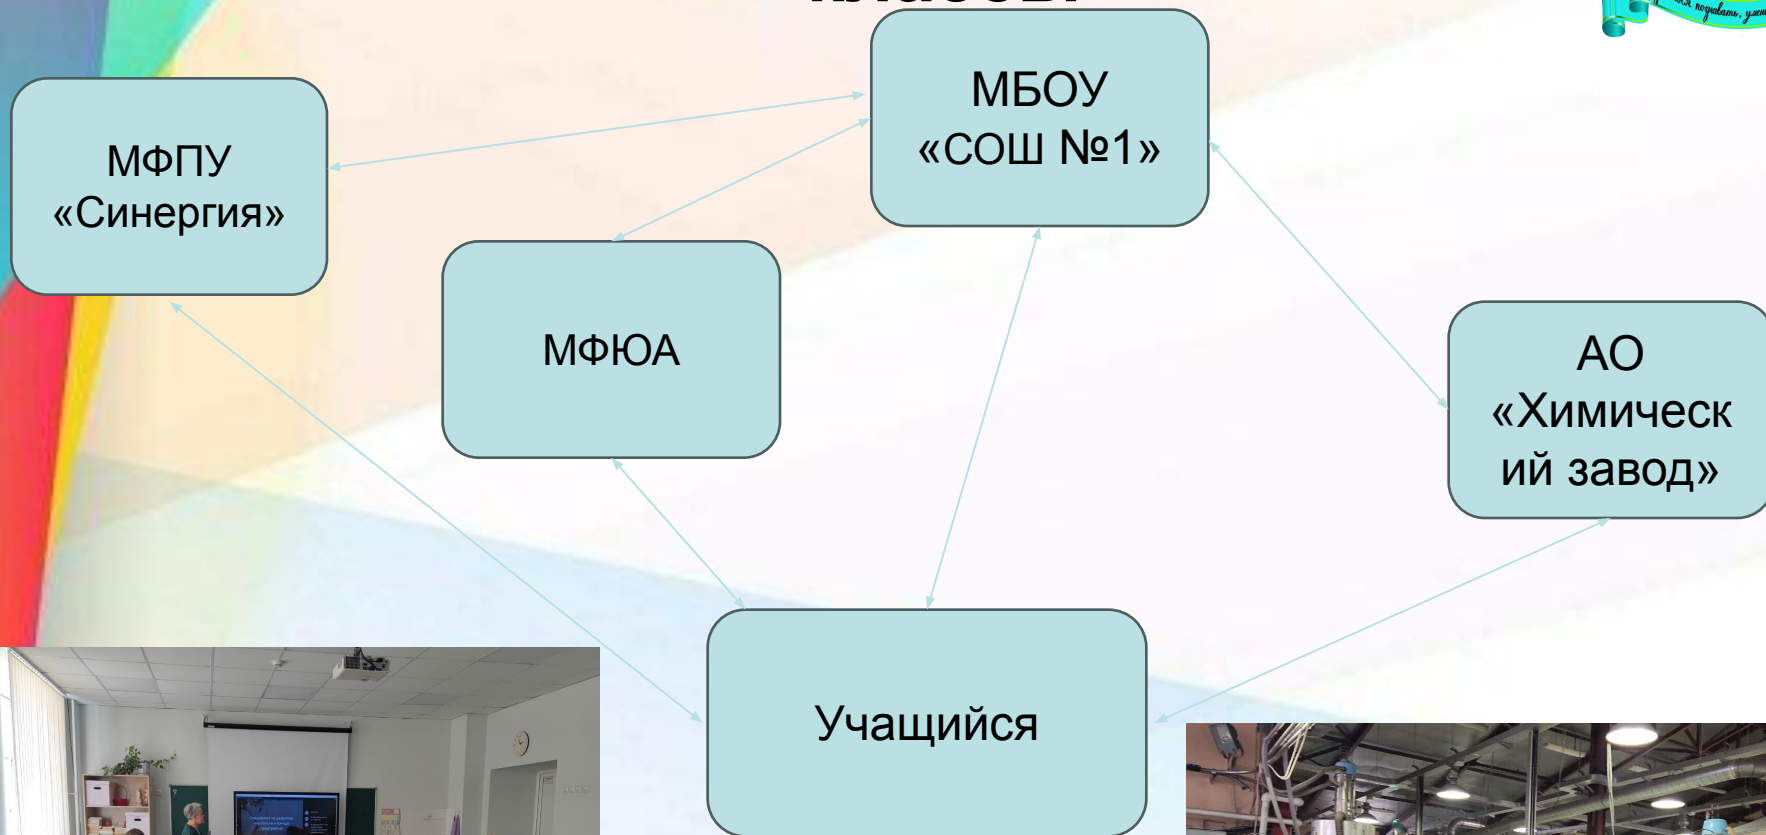 МБОУ
«СОШ №1»
МФПУ
«Синергия»
МФЮА
АО
«Химическ
ий завод»
Учащийся